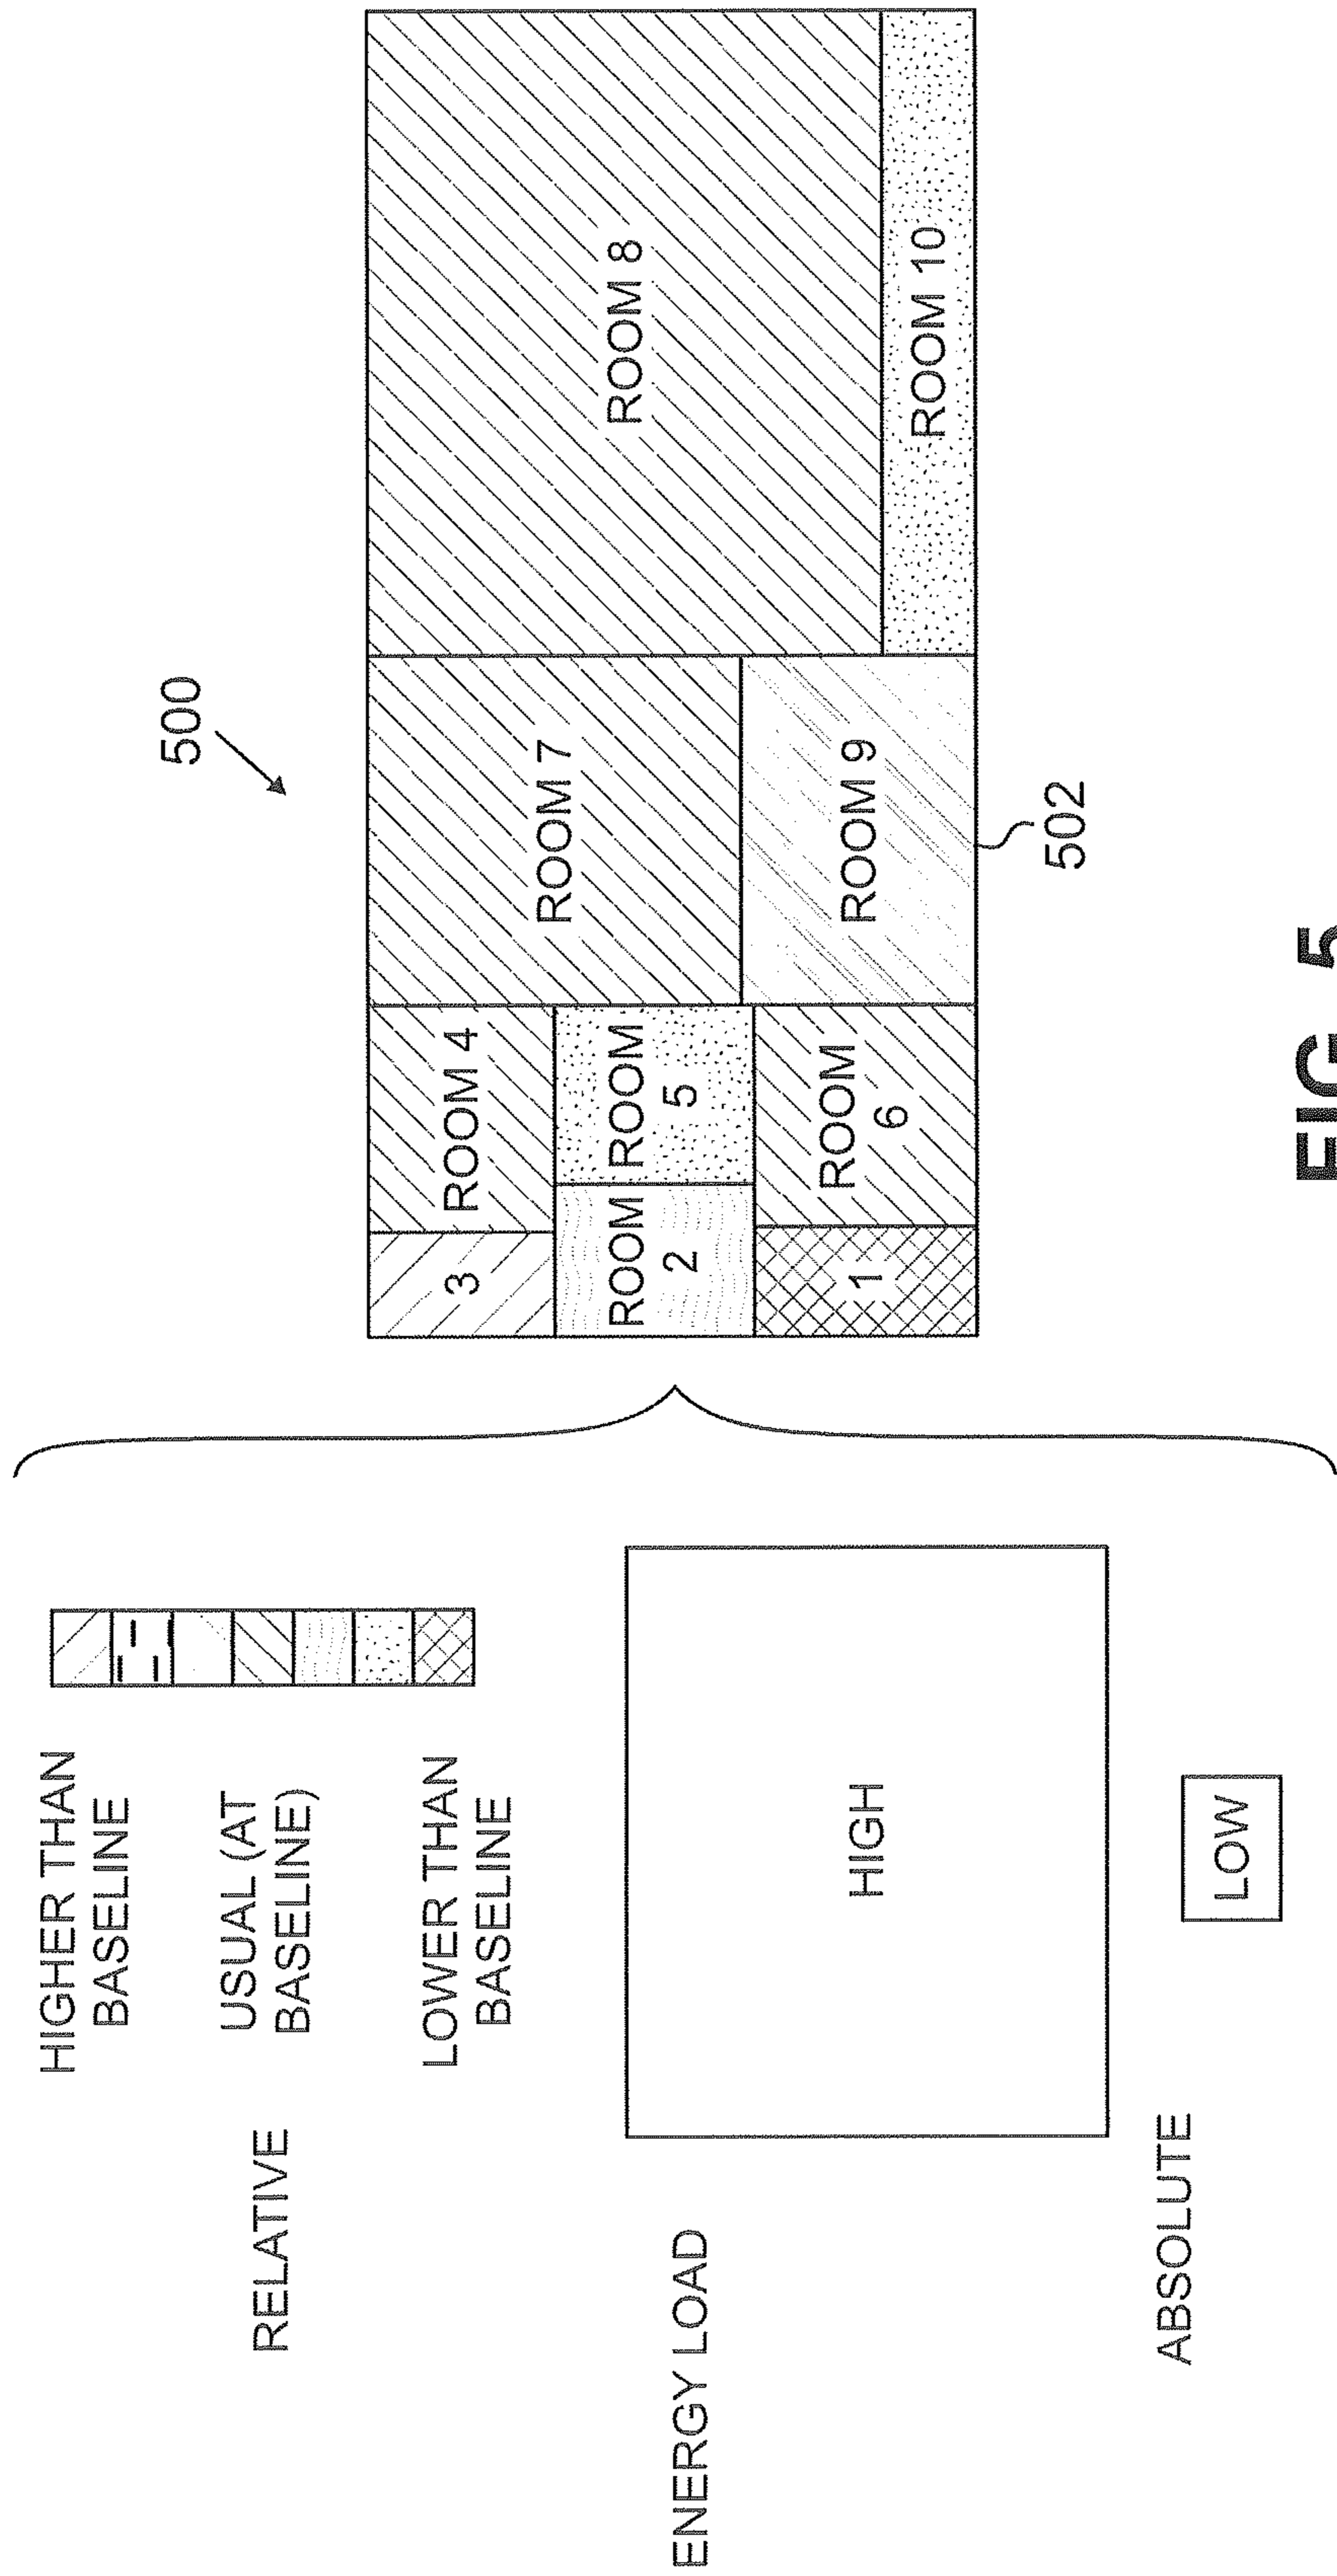 HIGHER THAN
BASELINE
USUAL (AT
BASELINE)
RELATIVE
LOWER THAN
BASELINE
ENERGY LOAD
HIGH
ABSOLUTE
LOW
500
3
ROOM 4
ROOM 7
ROOM 8
ROOM
2
ROOM
5
1
ROOM
6
ROOM 9
ROOM 10
502
FIG. 5